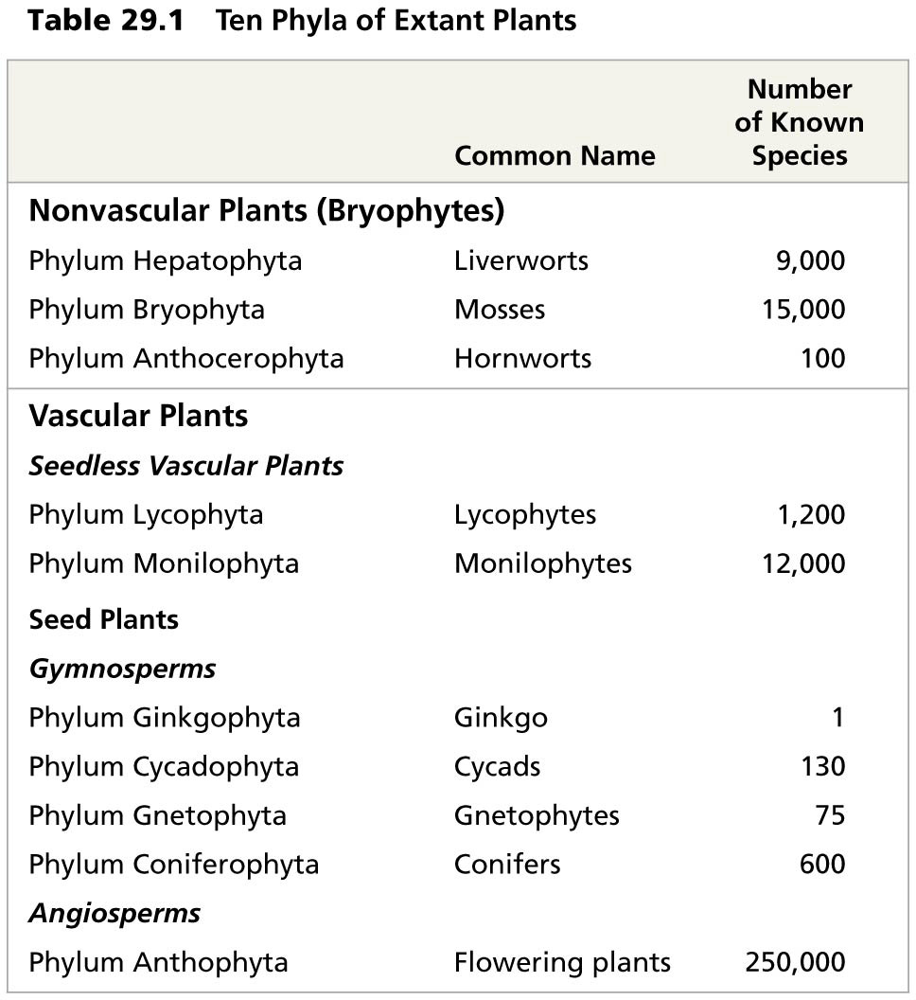 Table 29.1 Ten Phyla of Extant Plants
Number
of Known
Common Name Species
Nonvascular Plants (Bryophytes)
Phylum Hepatophyta Liverworts 9,000
Phylum Bryophyta Mosses 15,000
Phylum Anthocerophyta Hornworts 100
Vascular Plants
Seedless Vascular Plants
Phylum Lycophyta Lycophytes 1,200
Phylum Monilophyta Monilophytes 12,000
Seed Plants
Gymnosperms
Phylum Ginkgophyta Ginkgo 1
Phylum Cycadophyta Cycads 130
Phylum Gnetophyta Gnetophytes 75
Phylum Coniferophyta Conifers 600
Angiosperms
Phylum Anthophyta Flowering plants 250,000